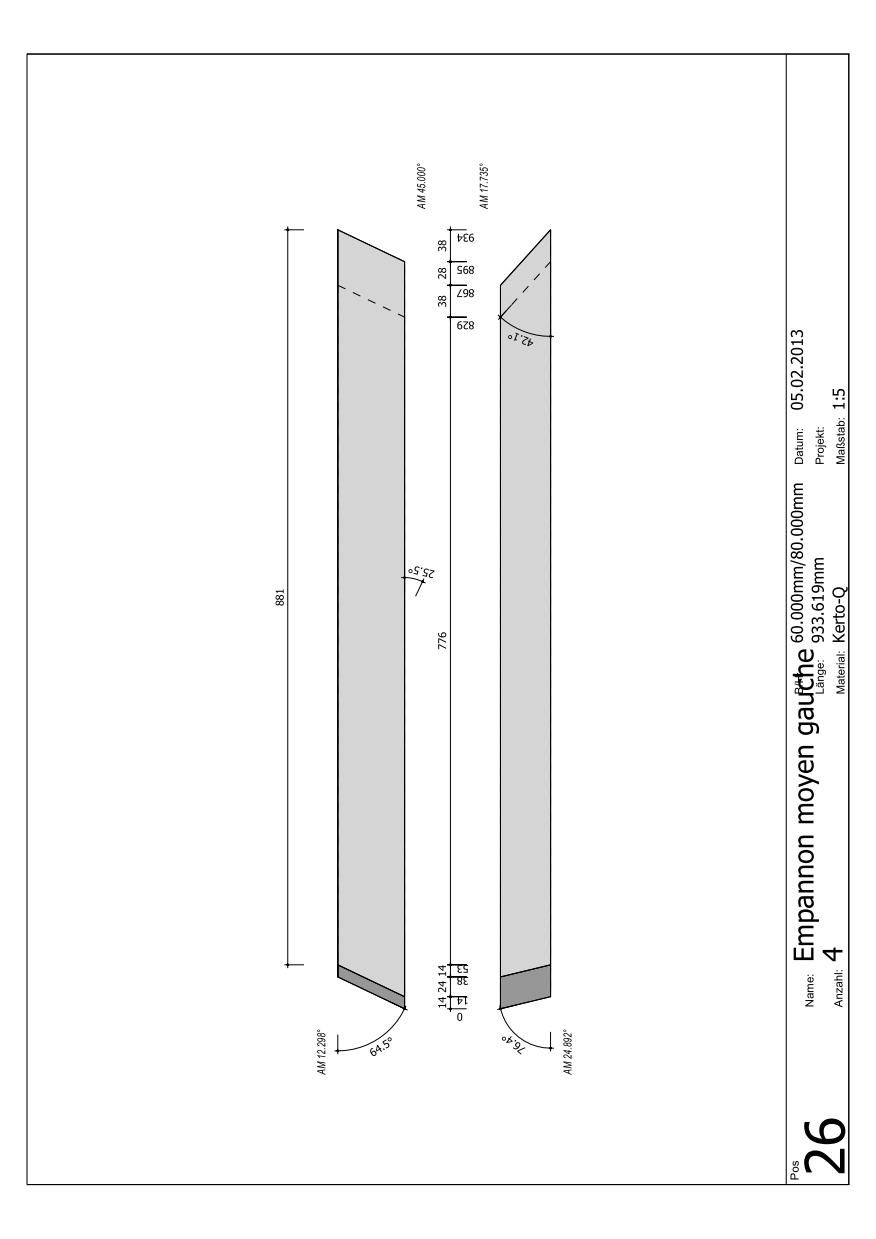 AM 12.298°
AM 24.892°
AM 45.000°
AM 17.735°
881
64.5°
25.5°
14 24 14 776 38 28 38
0 14 38 53 829 867 895 934
76.4°
42.1°
Pos
26
Name: Empannon moyen gauche
Anzahl: 4
60.000mm/80.000mm
Länge: 933.619mm
Material: Kerto-Q
Datum: 05.02.2013
Projekt:
Maßstab: 1:5